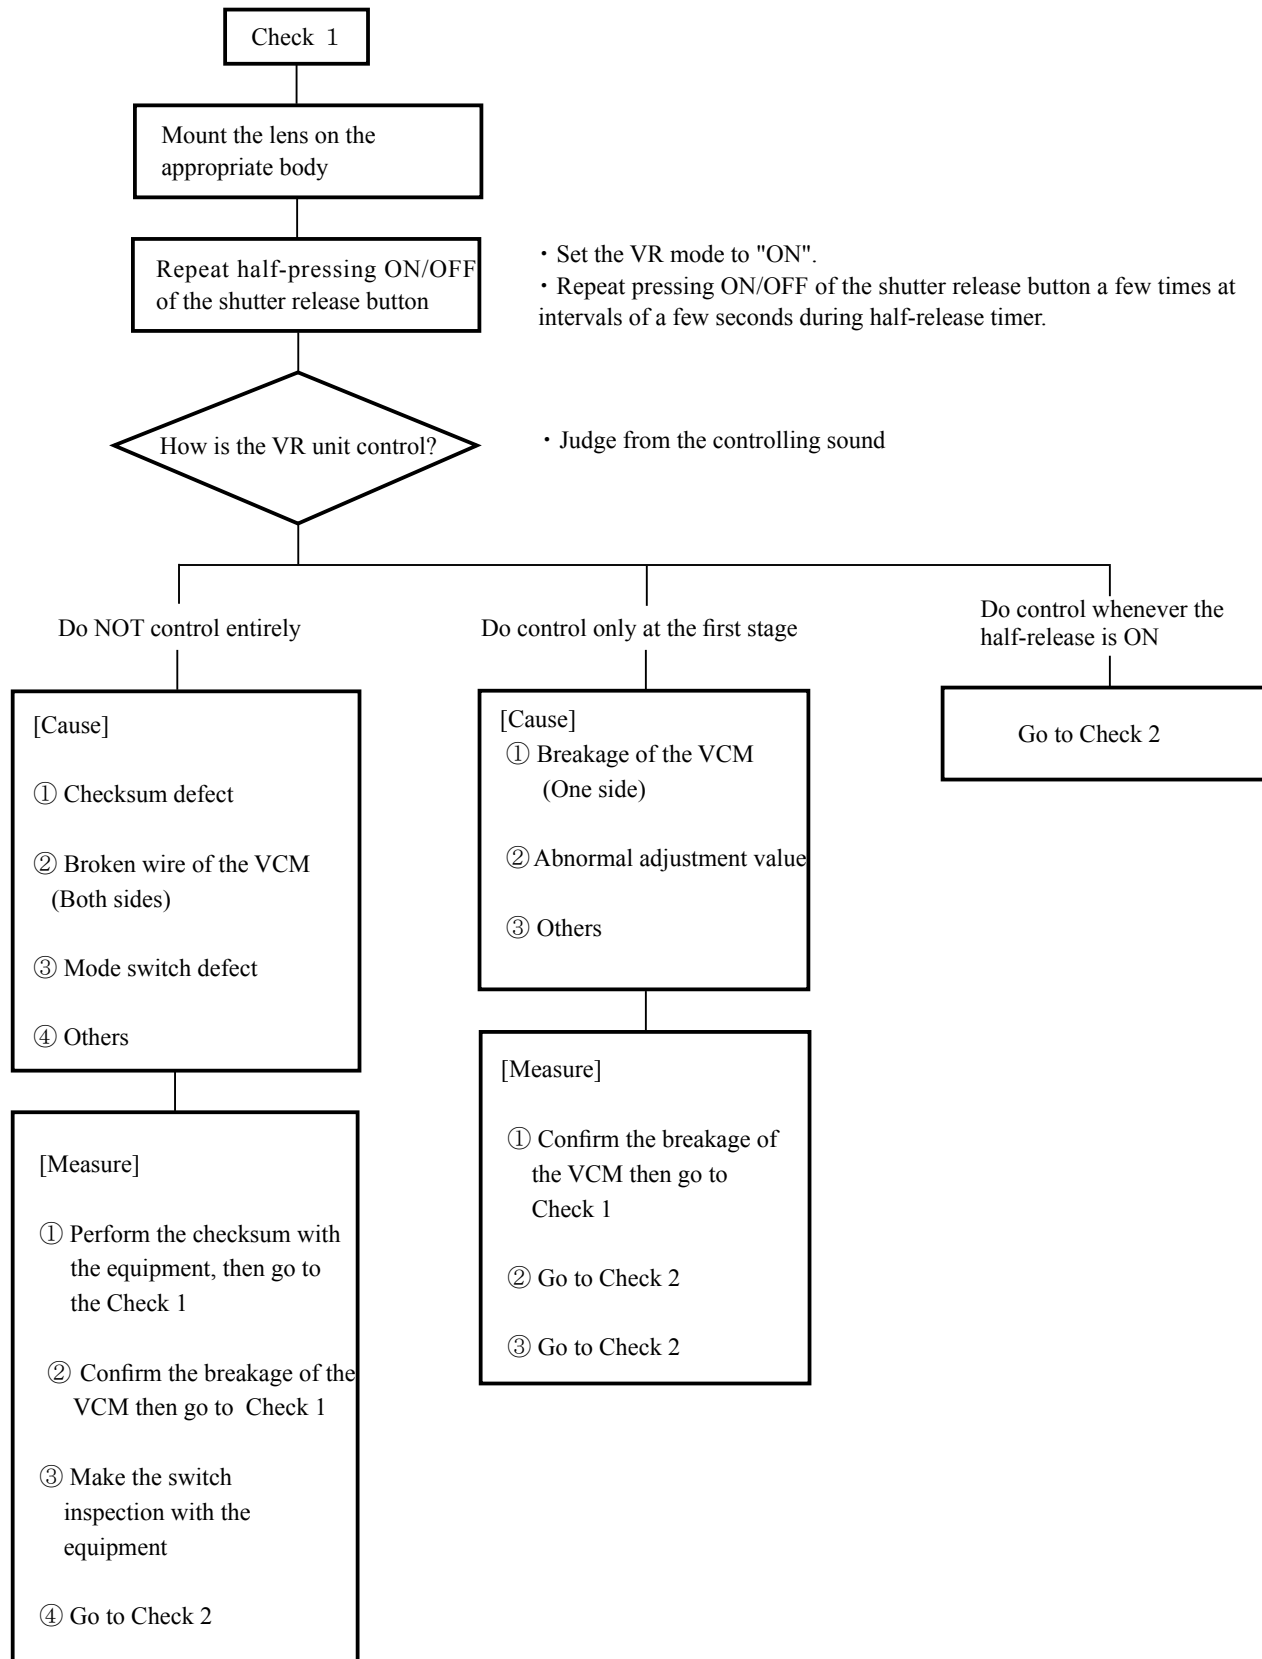 Check 1
Mount the lens on the
appropriate body
Repeat half-pressing ON/OFF
of the shutter release button
・Set the VR mode to "ON".
・Repeat pressing ON/OFF of the shutter release button a few times at
intervals of a few seconds during half-release timer.
How is the VR unit control?
・Judge from the controlling sound
Do NOT control entirely
[Cause]
① Checksum defect
② Broken wire of the VCM
(Both sides)
③ Mode switch defect
④ Others
[Measure]
① Perform the checksum with
the equipment, then go to
the Check 1
② Confirm the breakage of the
VCM then go to Check 1
③ Make the switch
inspection with the
equipment
④ Go to Check 2
Do control only at the first stage
[Cause]
① Breakage of the VCM
(One side)
② Abnormal adjustment value
③ Others
[Measure]
① Confirm the breakage of
the VCM then go to
Check 1
② Go to Check 2
③ Go to Check 2
Do control whenever the
half-release is ON
Go to Check 2